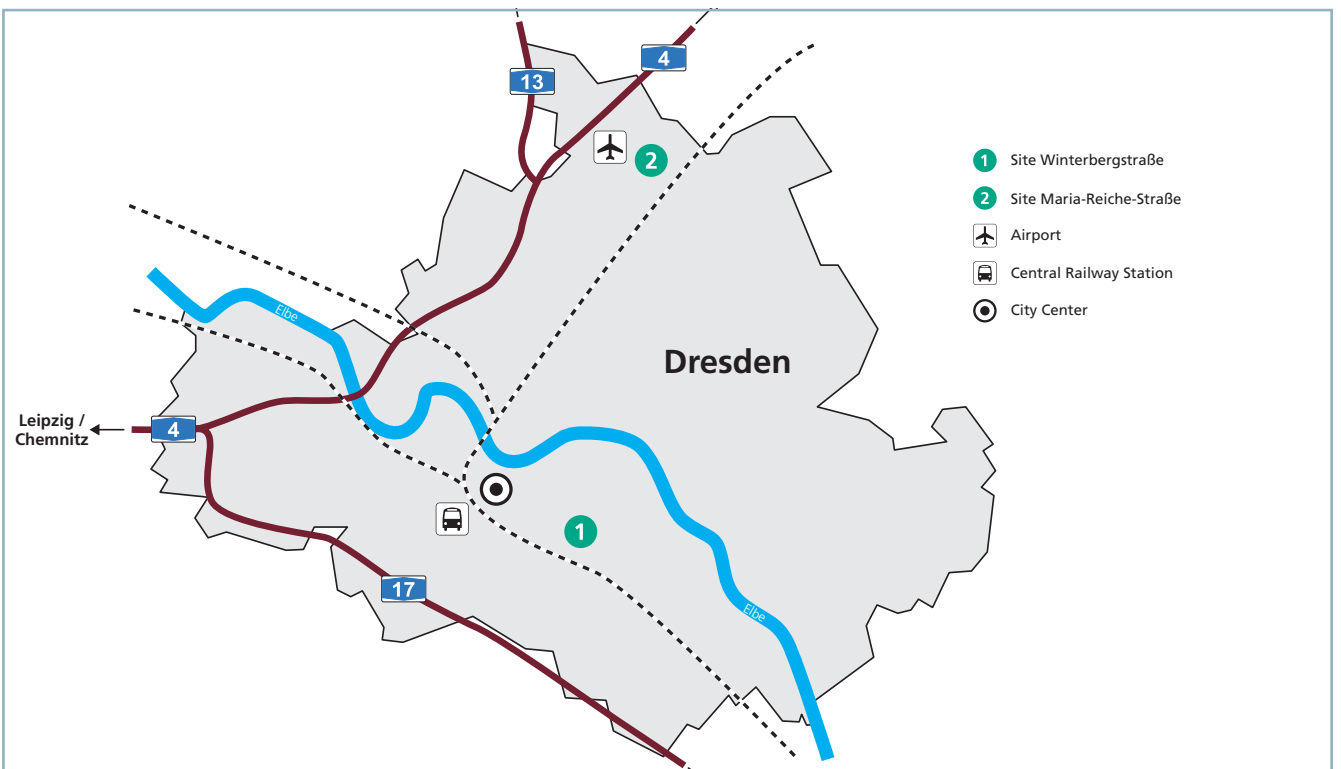 13
4
2
1 Site Winterbergstraße
2 Site Maria-Reiche-Straße
Airport
Central Railway Station
City Center
Elbe
Dresden
Leipzig /
Chemnitz
4
1
17
Elbe